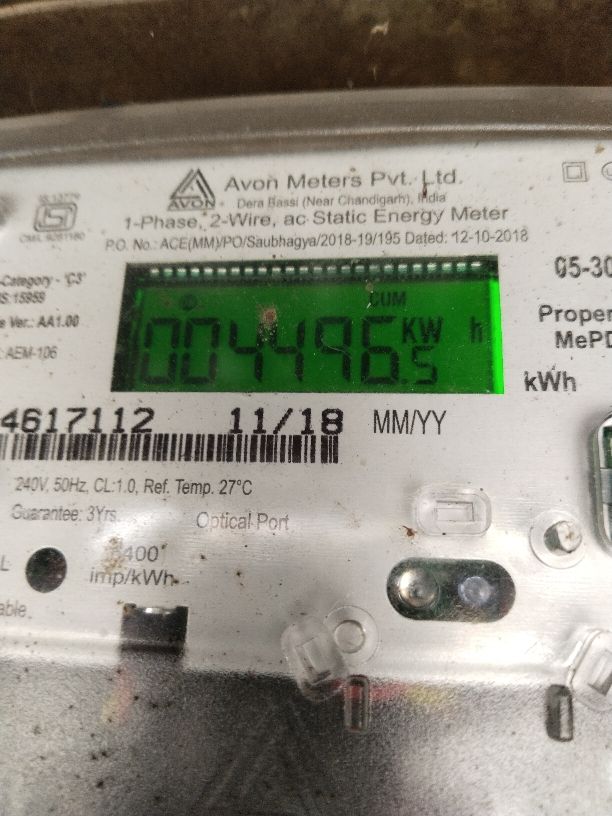 AVON
Avon Meters Pvt. Ltd.
Dera Bassi (Near Chandigarh), India
1-Phase, 2-Wire, ac Static Energy Meter
P.O. No.: ACE(MM)/PO/Saubhagya/2018-19/195 Dated: 12-10-2018
-Category - 'C3'
IS:15959
Ver.: AA1.00
AEM-106
CUM
004496.5 KW h
kWh
05-30
Proper
MePD
4617112 11/18 MM/YY
240V, 50Hz, CL:1.0, Ref. Temp. 27°C
Guarantee: 3Yrs
Optical Port
imp/kWh